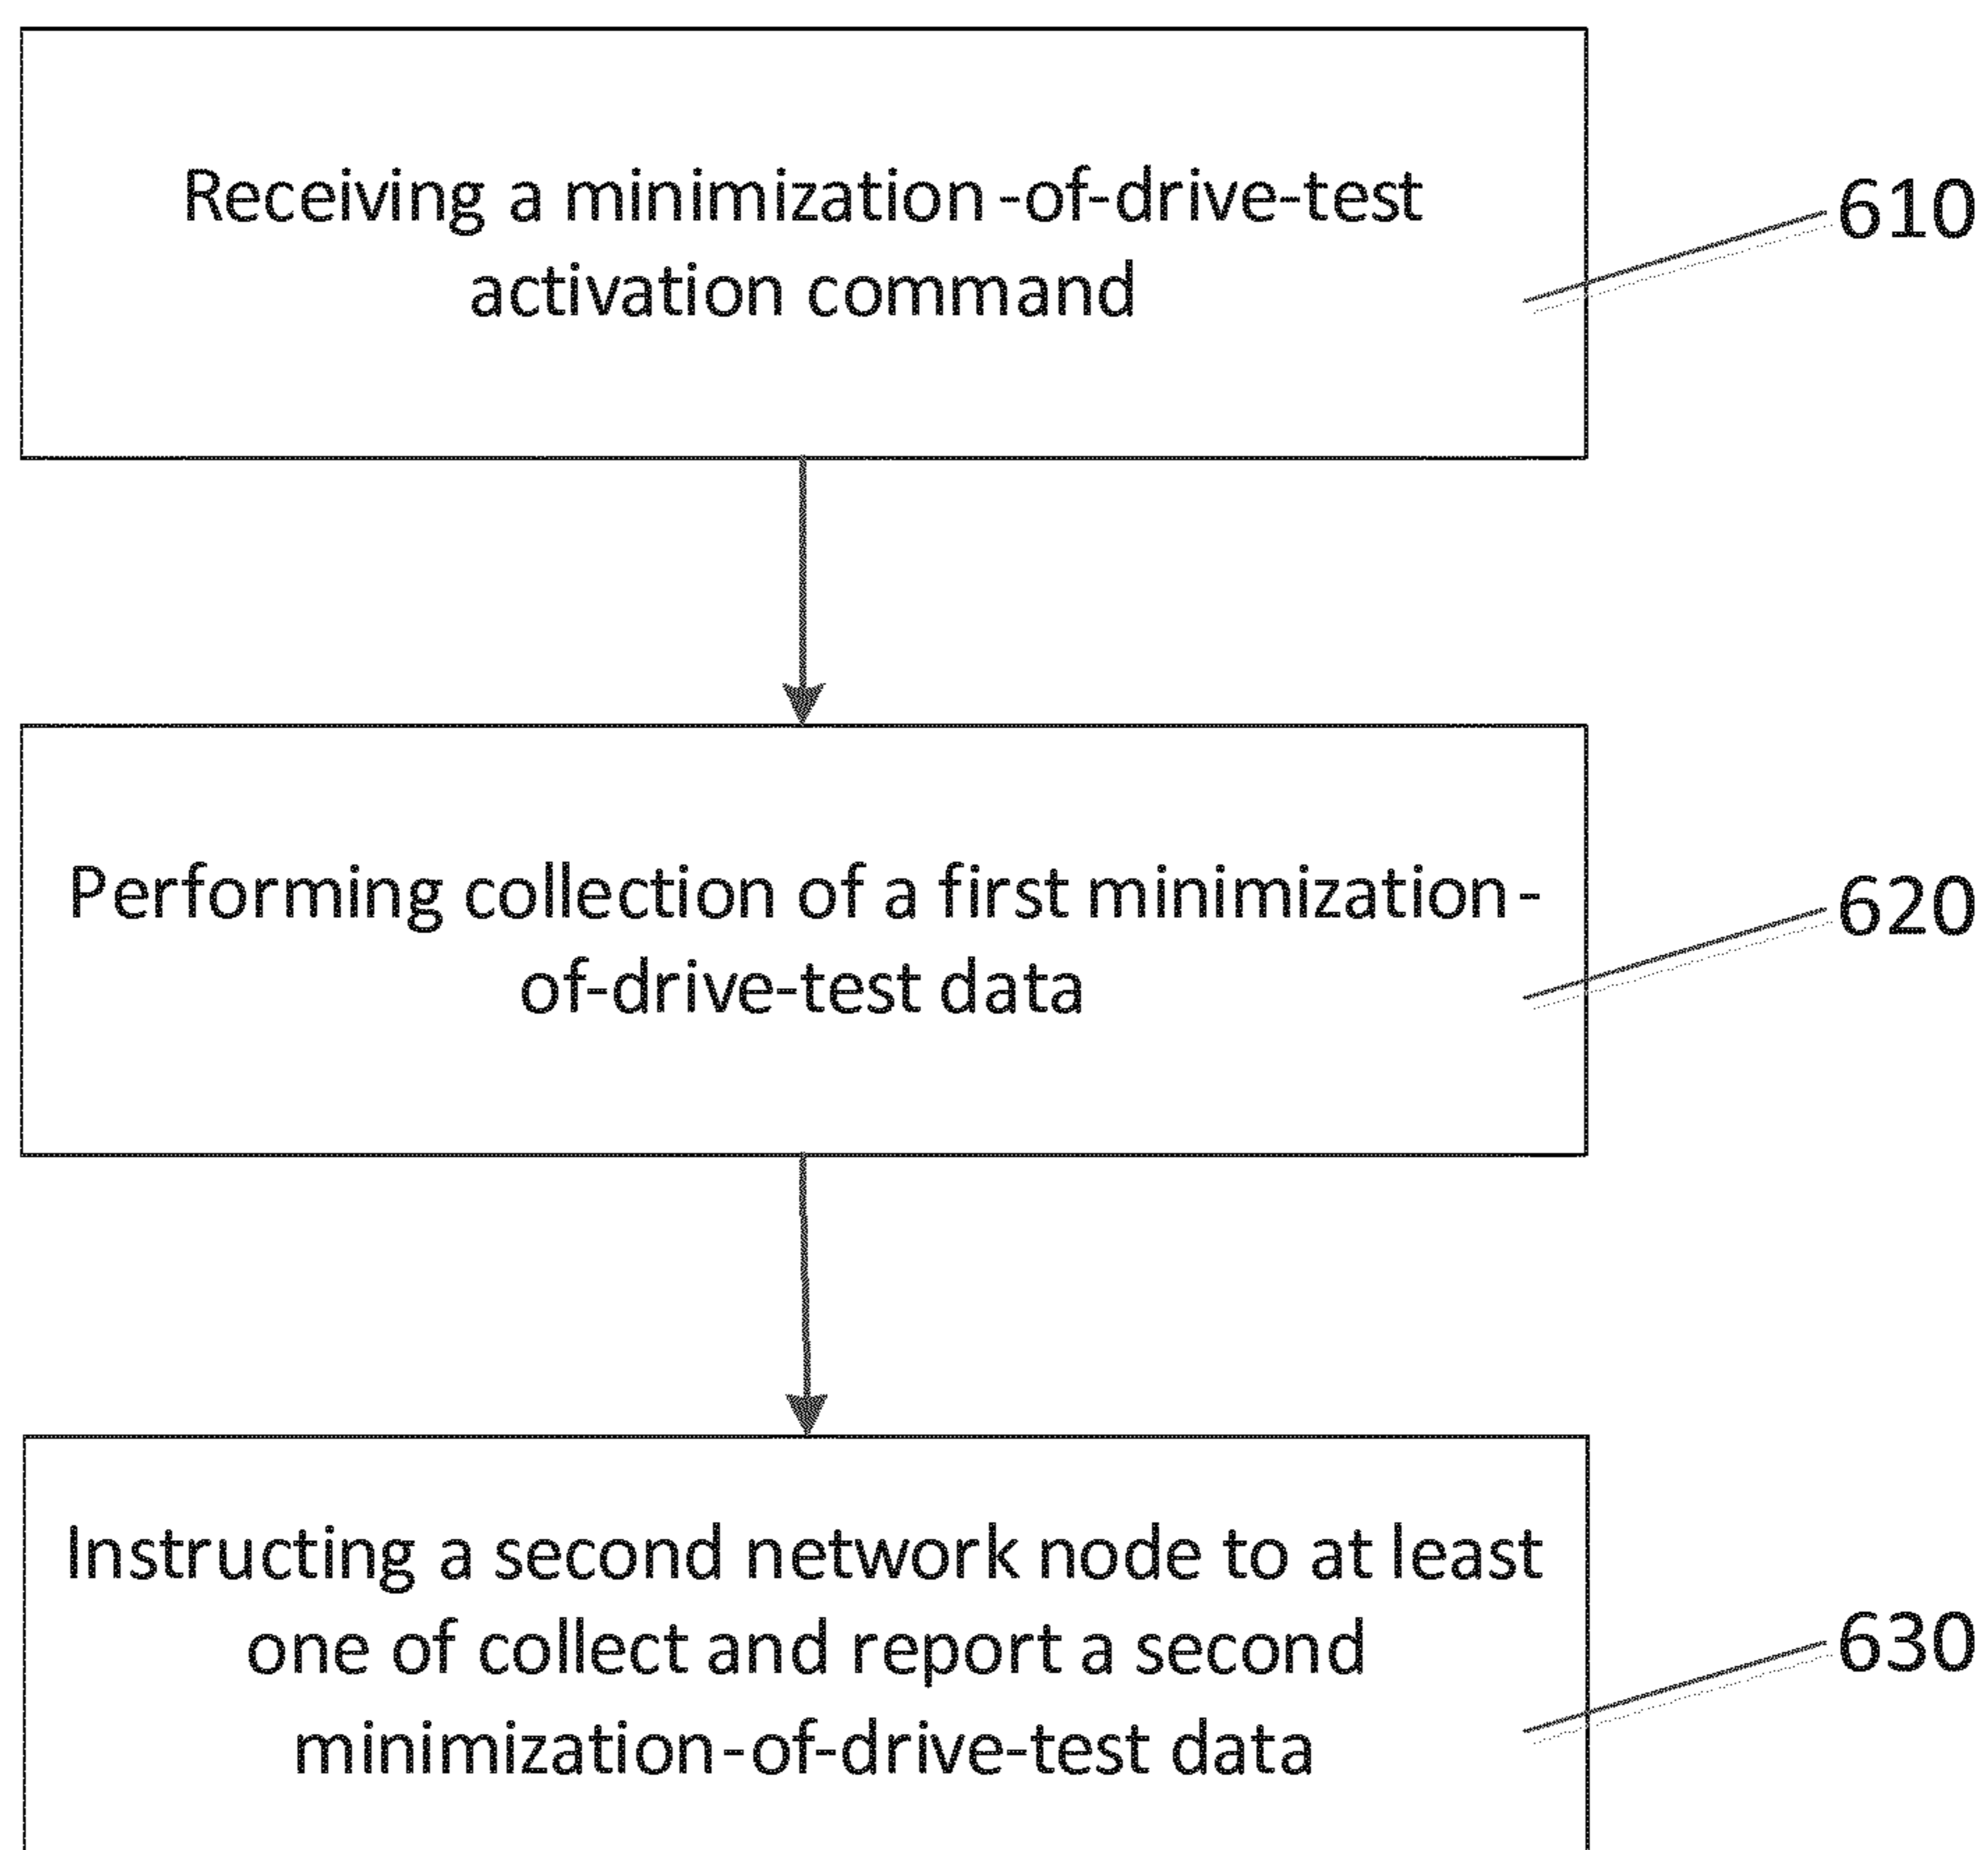 Receiving a minimization-of-drive-test
activation command
610
Performing collection of a first minimization-
of-drive-test data
620
Instructing a second network node to at least
one of collect and report a second
minimization-of-drive-test data
630